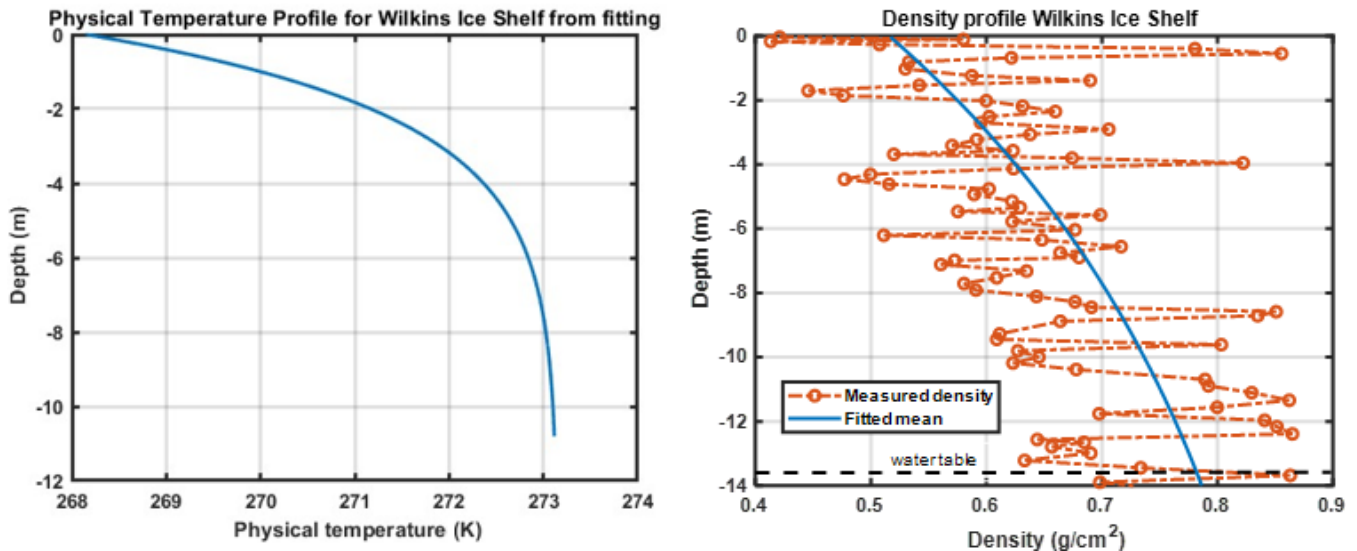 Physical Temperature Profile for Wilkins Ice Shelf from fitting
0
-2
-4
-6
-8
-10
-12
Depth (m)
268 269 270 271 272 273 274
Physical temperature (K)
Density profile Wilkins Ice Shelf
0
-2
-4
-6
-8
-10
-12
-14
Depth (m)
Measured density
Fitted mean
water table
0.4 0.5 0.6 0.7 0.8 0.9
Density (g/cm²)